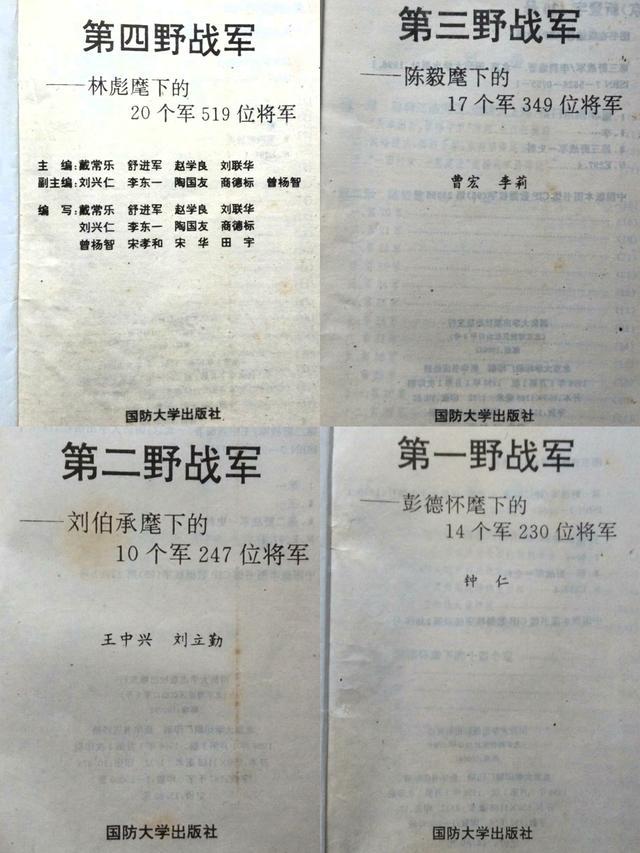 第四野战军
——林彪麾下的
20个军519位将军
主 编:戴常乐 舒进军 赵学良 刘联华
副主编:刘兴仁 李东一 陶国友 商德标 曾杨智
编 写:戴常乐 舒进军 赵学良 刘联华
刘兴仁 李东一 陶国友 商德标
曾杨智 宋孝和 宋 华 田 宇
国防大学出版社
第三野战军
——陈毅麾下的
17个军349位将军
曹宏 李莉
国防大学出版社
第二野战军
——刘伯承麾下的
10个军247位将军
王中兴 刘立勤
国防大学出版社
第一野战军
——彭德怀麾下的
14个军230位将军
钟 仁
国防大学出版社